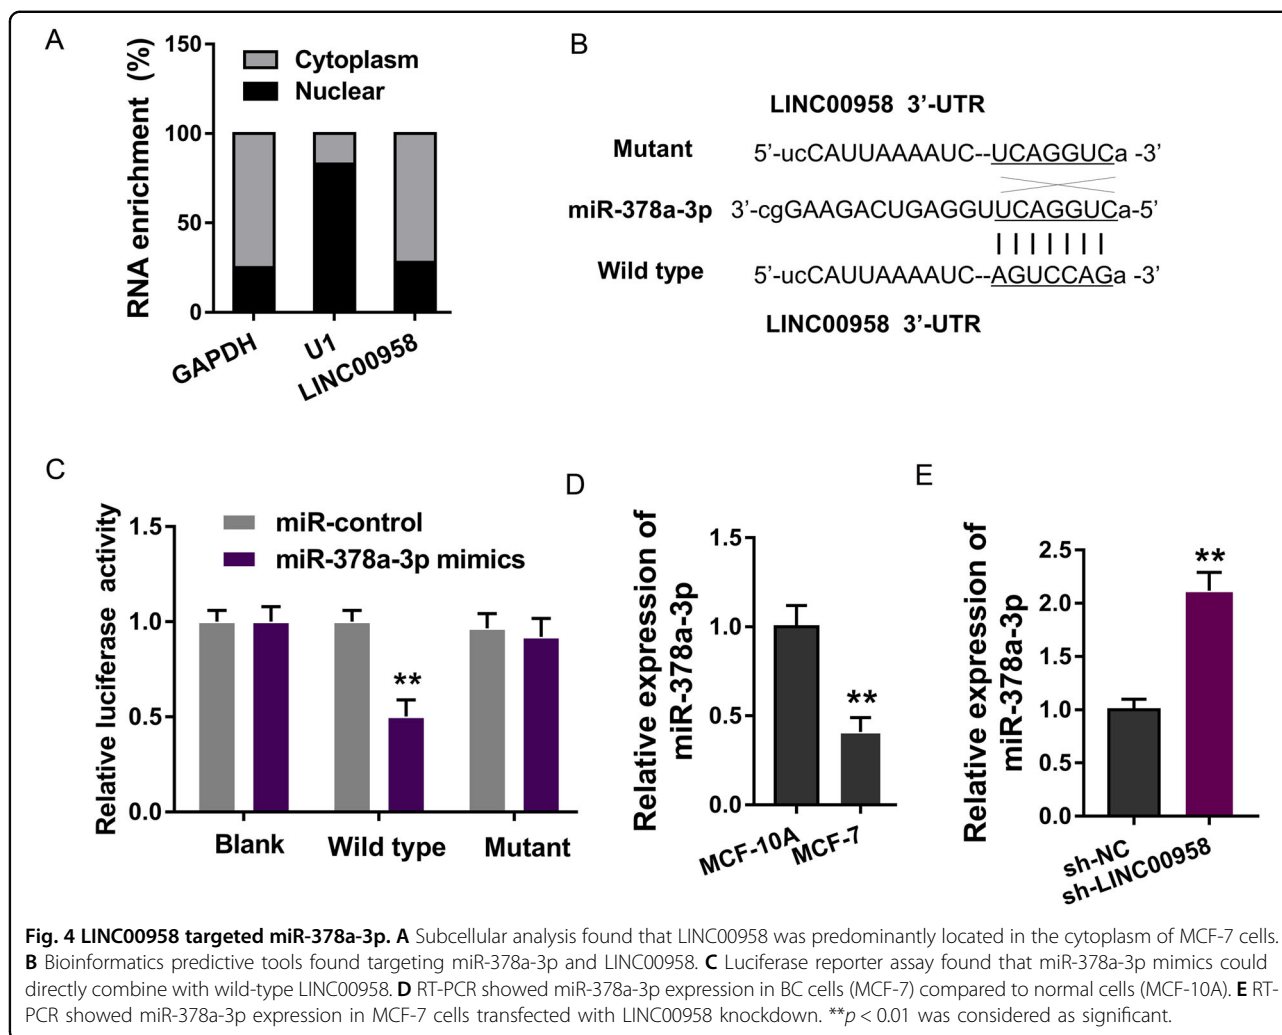 A
RNA enrichment (%)
150
100
50
0
Cytoplasm
Nuclear
GAPDH
U1
LINC00958
B
LINC00958 3’-UTR
Mutant 5’-ucCAUUAAAAUC--UCAGGUCa -3’
miR-378a-3p 3’-cgGAAGACUGAGGUUCAGGUCa-5’
Wild type 5’-ucCAUUAAAAUC--AGUCCAGa -3’
LINC00958 3’-UTR
C
Relative luciferase activity
1.5
1.0
0.5
0.0
miR-control
miR-378a-3p mimics
**
Blank
Wild type
Mutant
D
Relative expression of
miR-378a-3p
1.5
1.0
0.5
0.0
**
MCF-10A
MCF-7
E
Relative expression of
miR-378a-3p
2.5
2.0
1.5
1.0
0.5
0.0
**
sh-NC
sh-LINC00958
Fig. 4 LINC00958 targeted miR-378a-3p. A Subcellular analysis found that LINC00958 was predominantly located in the cytoplasm of MCF-7 cells.
B Bioinformatics predictive tools found targeting miR-378a-3p and LINC00958. C Luciferase reporter assay found that miR-378a-3p mimics could
directly combine with wild-type LINC00958. D RT-PCR showed miR-378a-3p expression in BC cells (MCF-7) compared to normal cells (MCF-10A). E RT-
PCR showed miR-378a-3p expression in MCF-7 cells transfected with LINC00958 knockdown. **p < 0.01 was considered as significant.